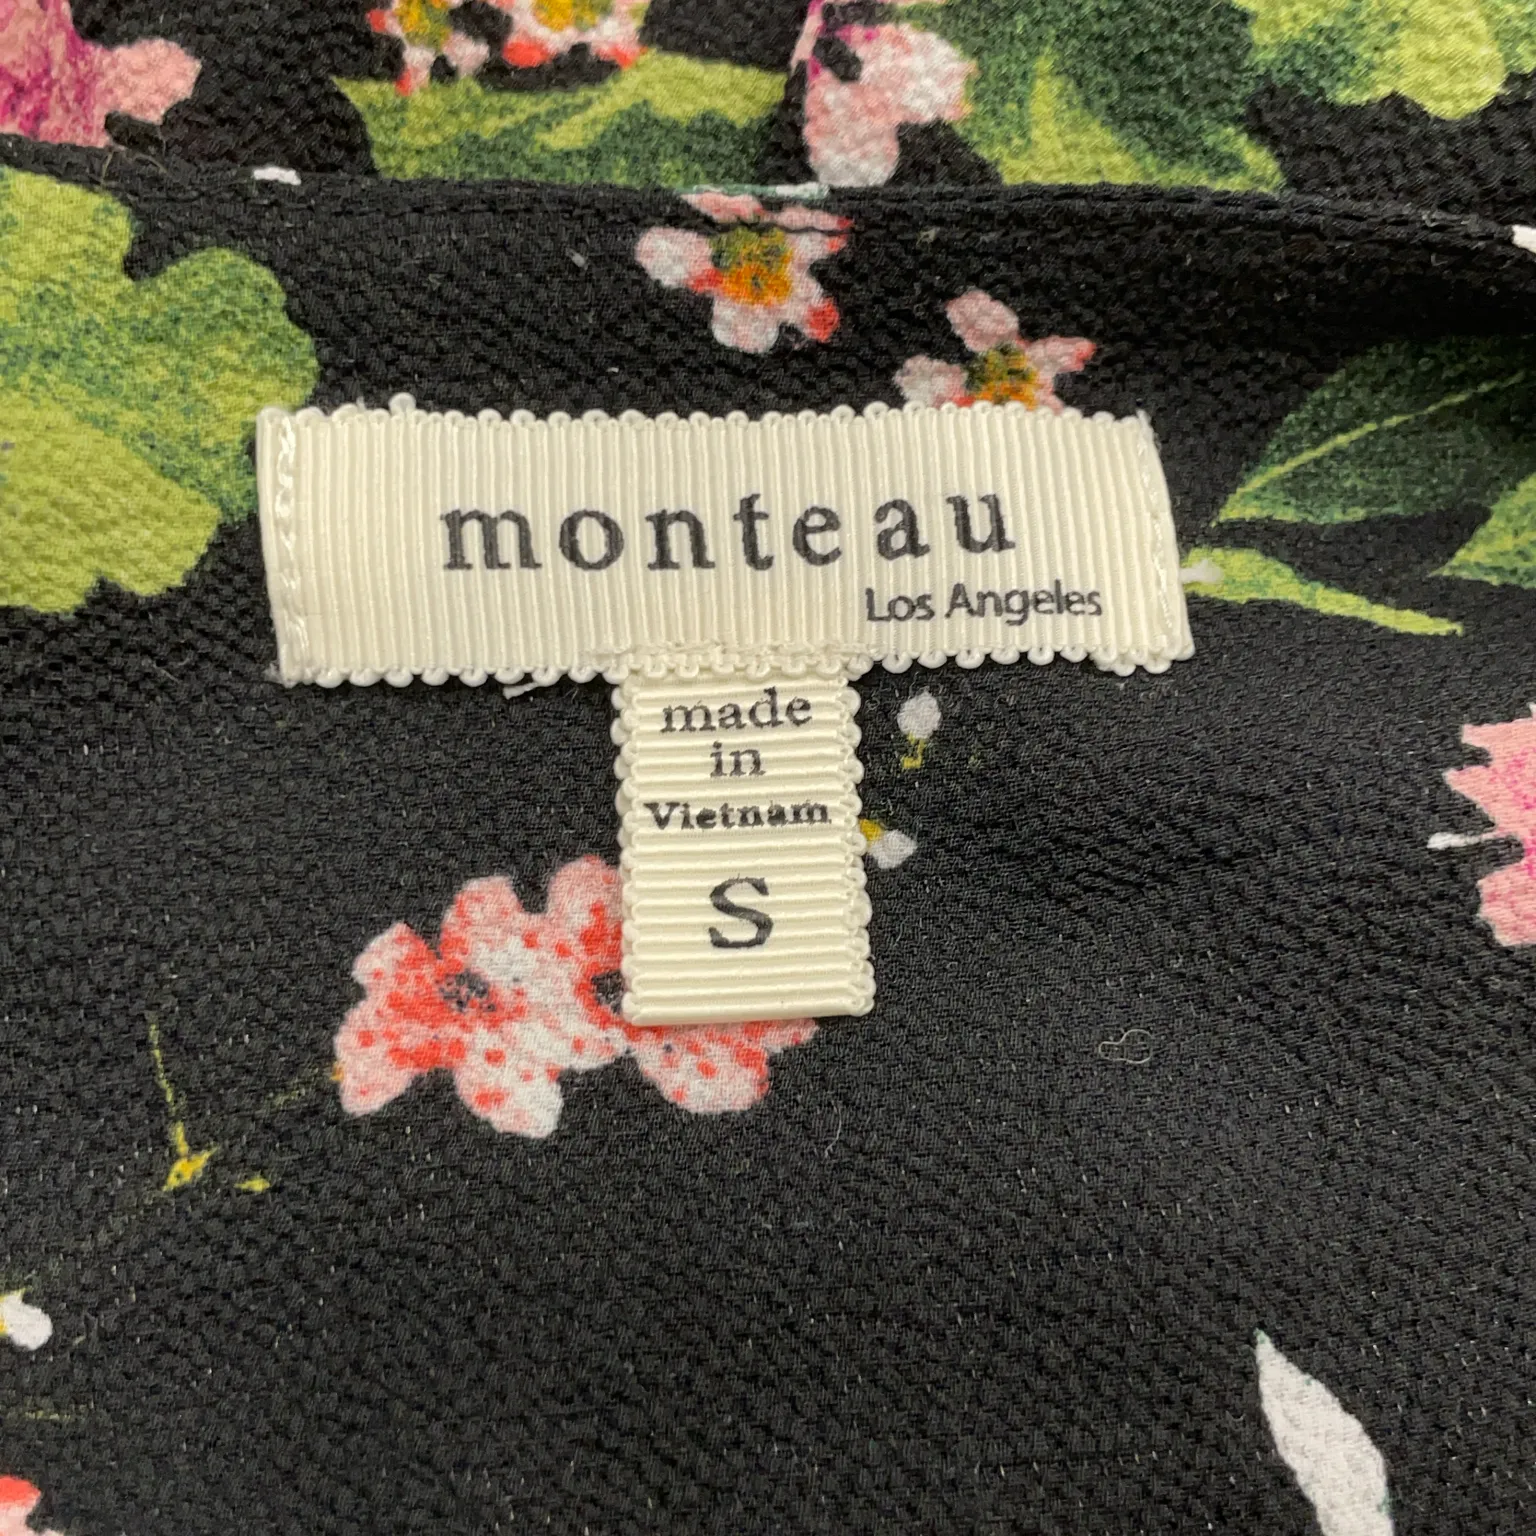 monteau
Los Angeles
made
in
Vietnam
S